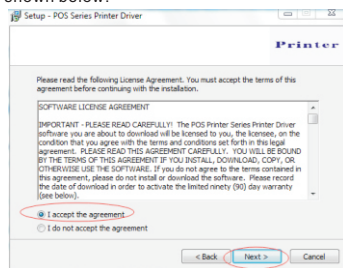 shown below:
Setup - POS Series Printer Driver
Printer
Please read the following License Agreement. You must accept the terms of this
agreement before continuing with the installation.
SOFTWARE LICENSE AGREEMENT
IMPORTANT - PLEASE READ CAREFULLY! The POS Printer Series Printer Driver
software you are about to download will be licensed to you, the licensee, on the
condition that you agree with the terms and conditions set forth in this legal
agreement. PLEASE READ THIS AGREEMENT CAREFULLY. YOU WILL BE BOUND
BY THE TERMS OF THIS AGREEMENT IF YOU INSTALL, DOWNLOAD, COPY, OR
OTHERWISE USE THE SOFTWARE. If you do not agree to the terms contained in
this agreement, please do not install or download the software. Please record
the date of download in order to activate the limited ninety (90) day warranty
(see below).
I accept the agreement
I do not accept the agreement
< Back
Next >
Cancel